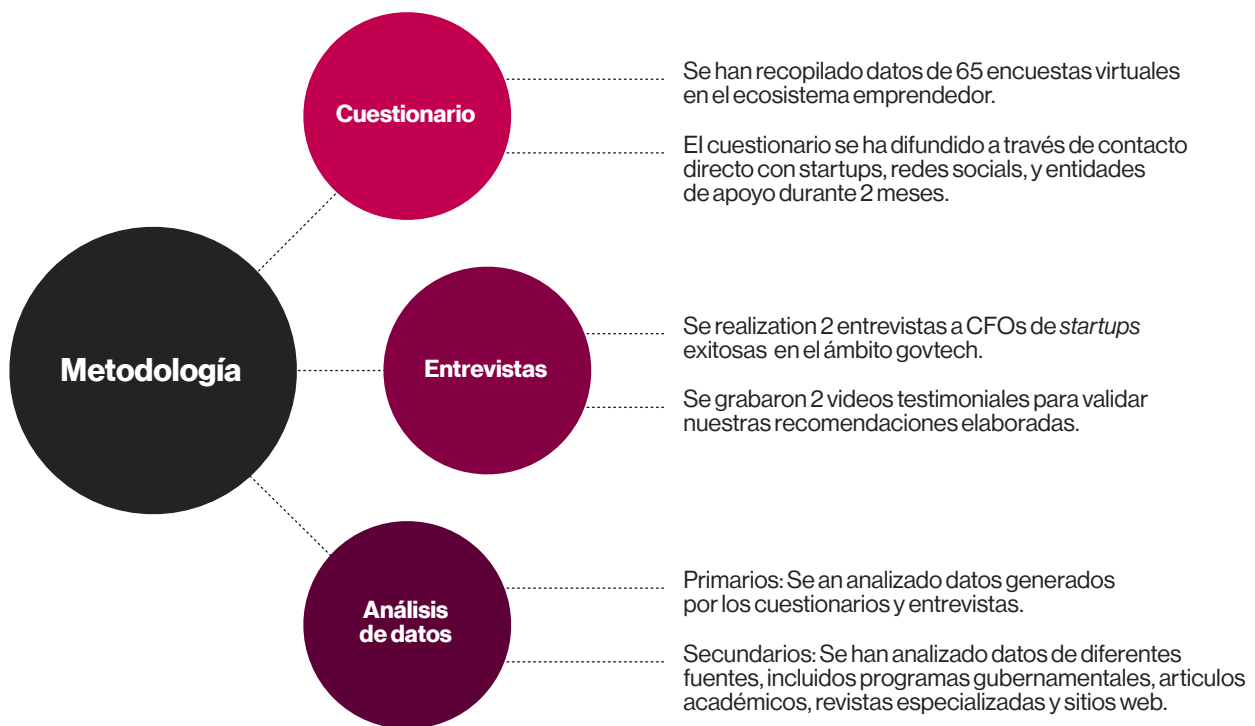 Metodología
Cuestionario
Se han recopilado datos de 65 encuestas virtuales
en el ecosistema emprendedor.
El cuestionario se ha difundido a través de contacto
directo con startups, redes socials, y entidades
de apoyo durante 2 meses.
Entrevistas
Se realization 2 entrevistas a CFOs de startups
exitosas en el ámbito govtech.
Se grabaron 2 videos testimoniales para validar
nuestras recomendaciones elaboradas.
Análisis
de datos
Primarios: Se an analizado datos generados
por los cuestionarios y entrevistas.
Secundarios: Se han analizado datos de diferentes
fuentes, incluidos programas gubernamentales, articulos
académicos, revistas especializadas y sitios web.